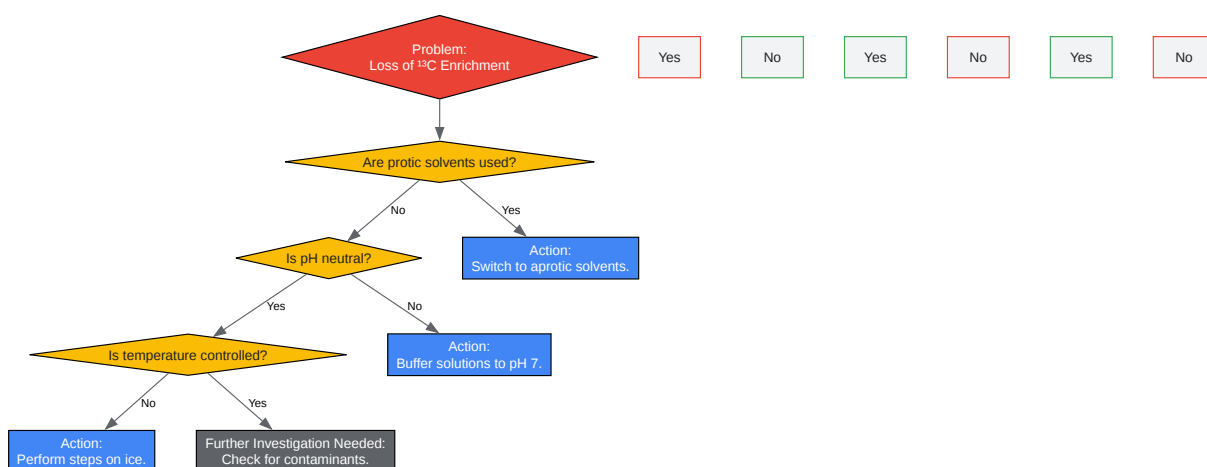 Problem:
Loss of ¹³C Enrichment
Yes
No
Yes
No
Yes
No
Are protic solvents used?
No
Yes
Is pH neutral?
Action:
Switch to aprotic solvents.
Yes
No
Is temperature controlled?
Action:
Buffer solutions to pH 7.
No
Yes
Action:
Perform steps on ice.
Further Investigation Needed:
Check for contaminants.